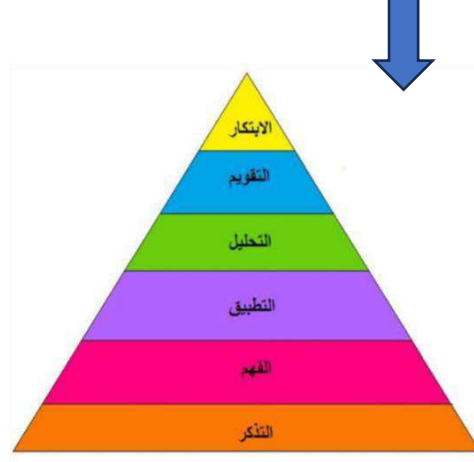 الابتكار
التقويم
التحليل
التطبيق
الفهم
التذكر